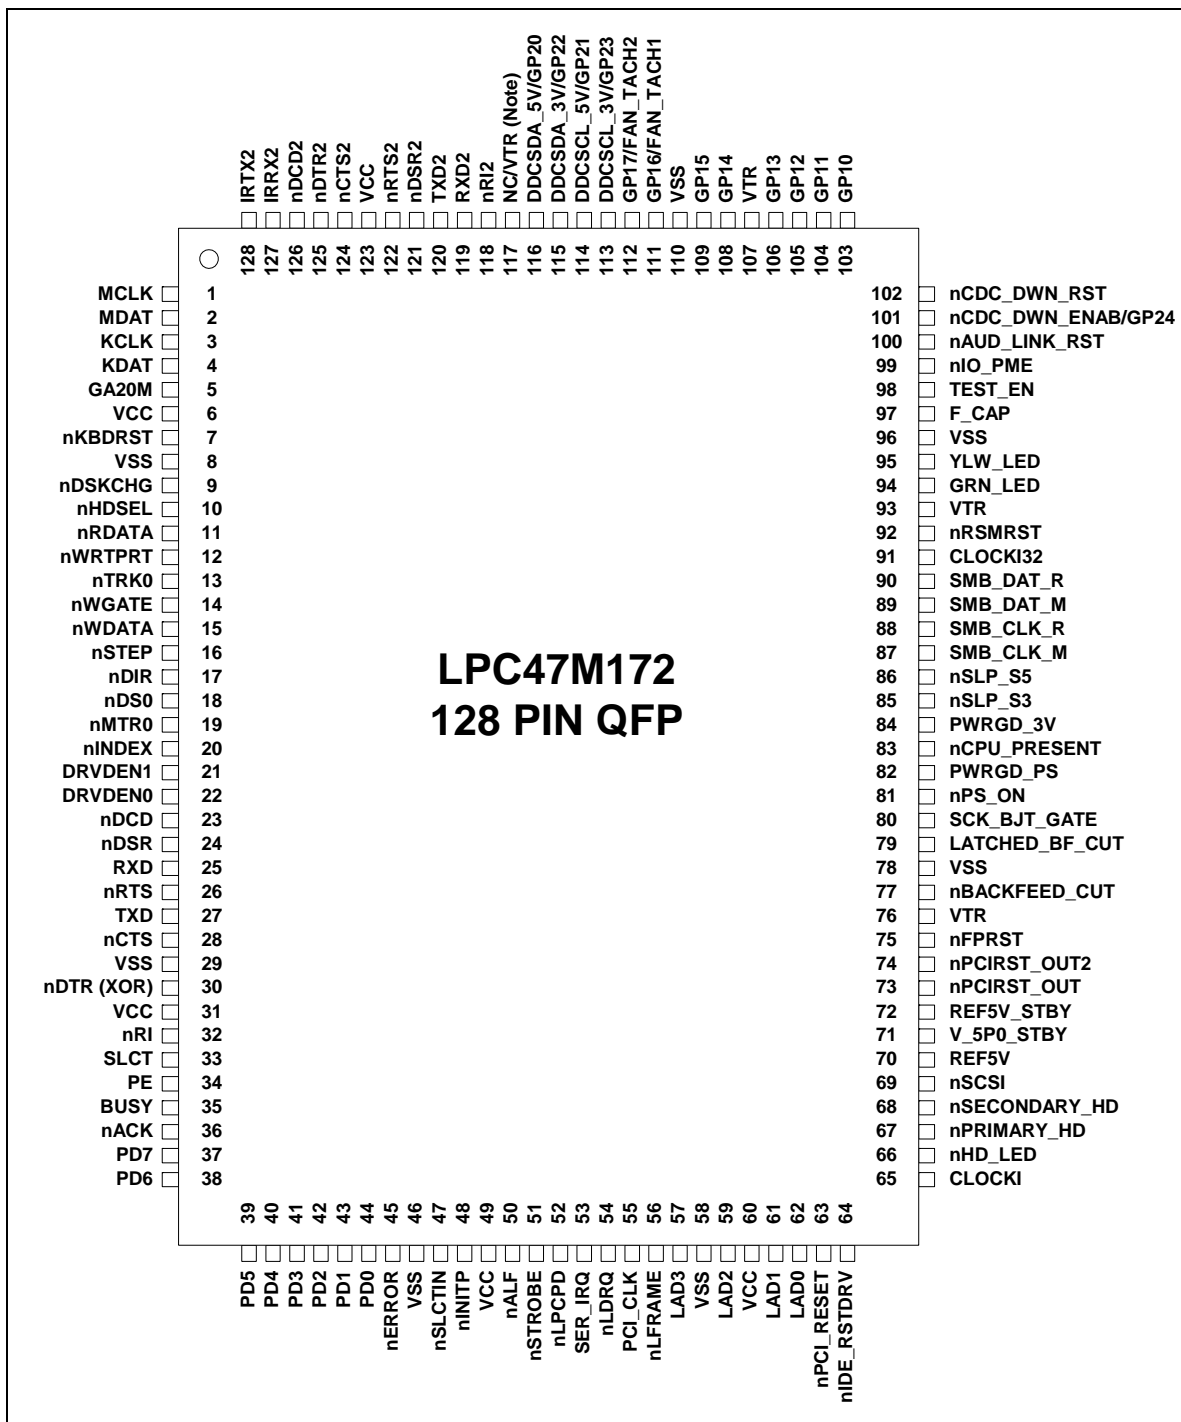 IRTX2
IRRX2
nDCD2
nDTR2
nCTS2
VCC
nRTS2
nDSR2
TXD2
RXD2
nRI2
NC/VTR (Note)
DDCSDA_5V/GP20
DDCSDA_3V/GP22
DDCSCL_5V/GP21
DDCSCL_3V/GP23
GP17/FAN_TACH2
GP16/FAN_TACH1
VSS
GP15
GP14
VTR
GP13
GP12
GP11
GP10
128
127
126
125
124
123
122
121
120
119
118
117
116
115
114
113
112
111
110
109
108
107
106
105
104
103
MCLK 1
MDAT 2
KCLK 3
KDAT 4
GA20M 5
VCC 6
nKBDRST 7
VSS 8
nDSKCHG 9
nHDSEL 10
nRDATA 11
nWRTPRT 12
nTRK0 13
nWGATE 14
nWDATA 15
nSTEP 16
nDIR 17
nDS0 18
nMTR0 19
nINDEX 20
DRVDEN1 21
DRVDEN0 22
nDCD 23
nDSR 24
RXD 25
nRTS 26
TXD 27
nCTS 28
VSS 29
nDTR (XOR) 30
VCC 31
nRI 32
SLCT 33
PE 34
BUSY 35
nACK 36
PD7 37
PD6 38
LPC47M172
128 PIN QFP
102 nCDC_DWN_RST
101 nCDC_DWN_ENAB/GP24
100 nAUD_LINK_RST
99 nIO_PME
98 TEST_EN
97 F_CAP
96 VSS
95 YLW_LED
94 GRN_LED
93 VTR
92 nRSMRST
91 CLOCKI32
90 SMB_DAT_R
89 SMB_DAT_M
88 SMB_CLK_R
87 SMB_CLK_M
86 nSLP_S5
85 nSLP_S3
84 PWRGD_3V
83 nCPU_PRESENT
82 PWRGD_PS
81 nPS_ON
80 SCK_BJT_GATE
79 LATCHED_BF_CUT
78 VSS
77 nBACKFEED_CUT
76 VTR
75 nFPRST
74 nPCIRST_OUT2
73 nPCIRST_OUT
72 REF5V_STBY
71 V_5P0_STBY
70 REF5V
69 nSCSI
68 nSECONDARY_HD
67 nPRIMARY_HD
66 nHD_LED
65 CLOCKI
39
40
41
42
43
44
45
46
47
48
49
50
51
52
53
54
55
56
57
58
59
60
61
62
63
64
PD5
PD4
PD3
PD2
PD1
PD0
nERROR
VSS
nSLCTIN
nINITP
VCC
nALF
nSTROBE
nLPCPD
SER_IRQ
nLDRQ
PCI_CLK
nLFRAME
LAD3
VSS
LAD2
VCC
LAD1
LAD0
nPCI_RESET
nIDE_RSTDRV